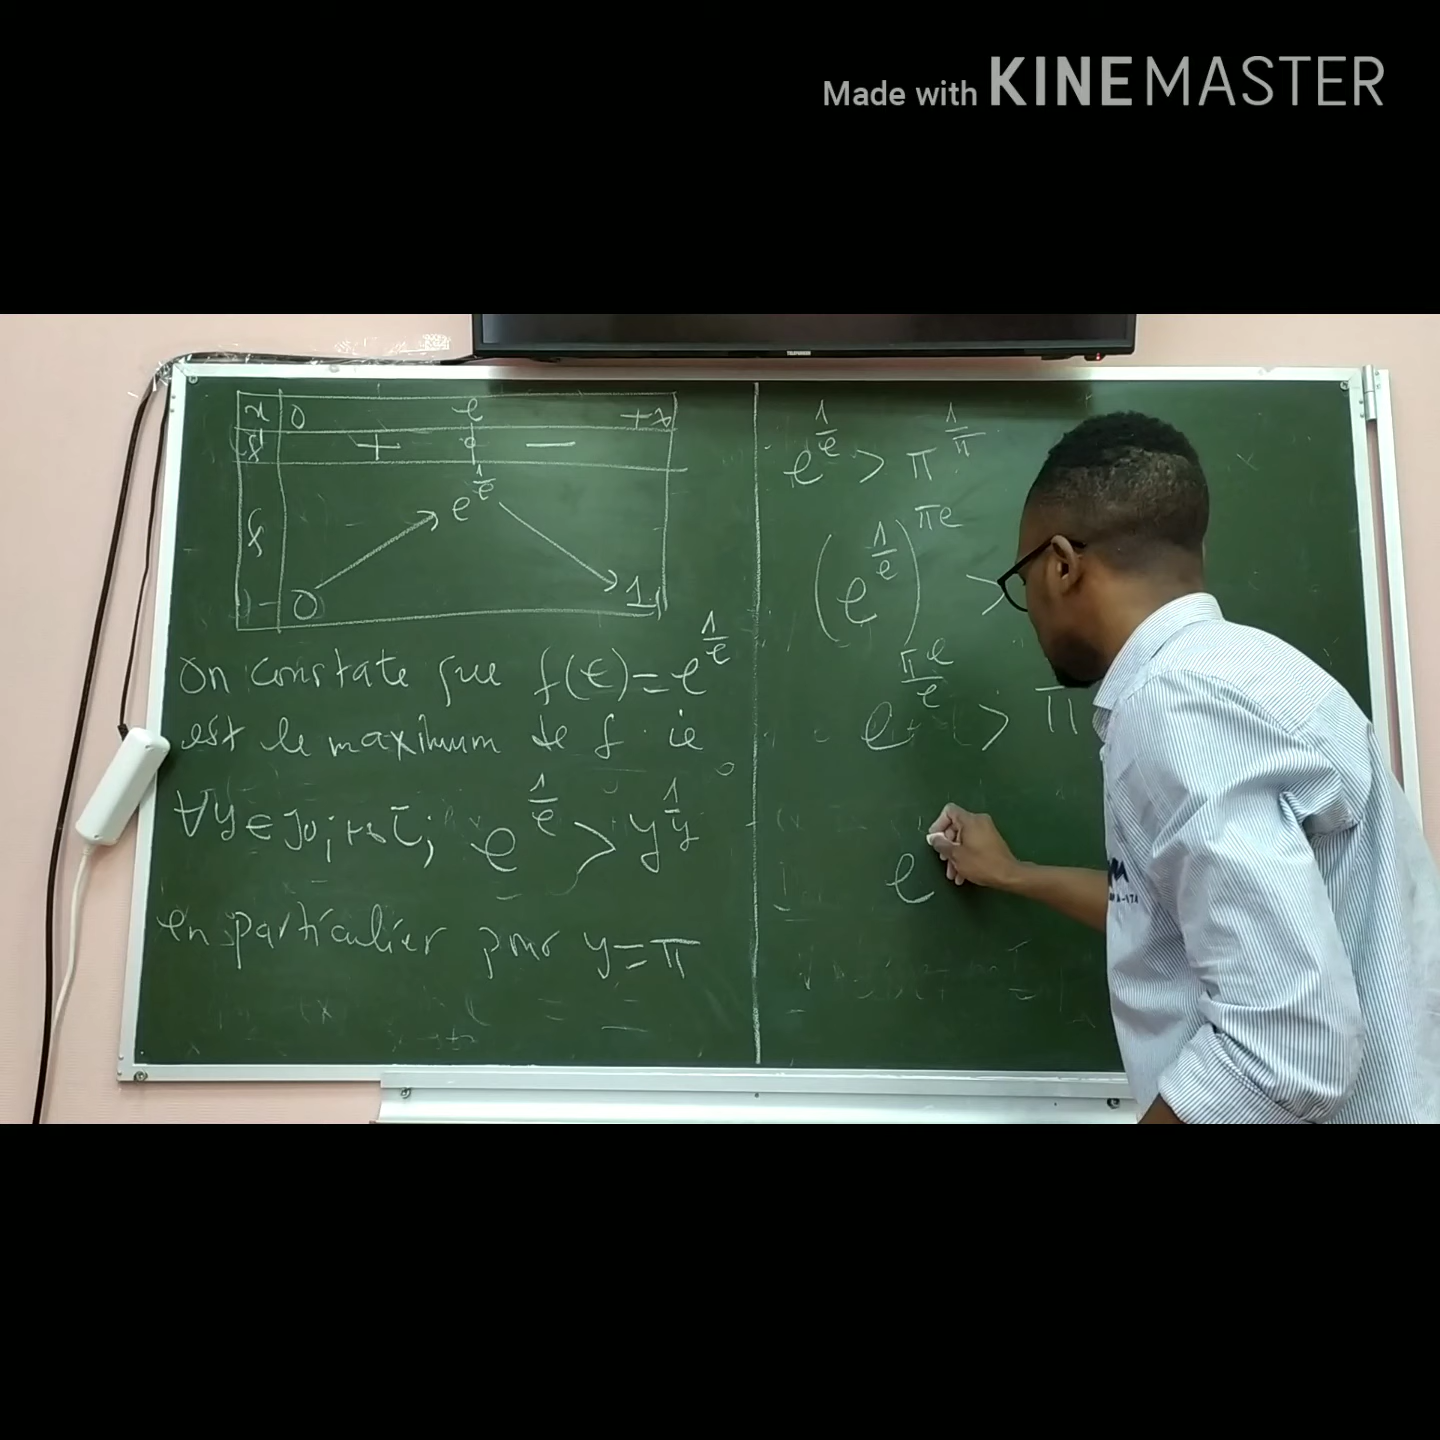 Made with KINEMASTER
TELEFUNKEN
x 0 e +∞
f' + 0 −
f 0 e^{1/e} 1
On constate que f(e) = e^{1/e}
est le maximum de f ie
∀y ∈ ]0;+∞[; e^{1/e} > y^{1/y}
en particulier pour y = π
e^{1/e} > π^{1/π}
(e^{1/e})^{πe} >
e^{πe/e} > π
e